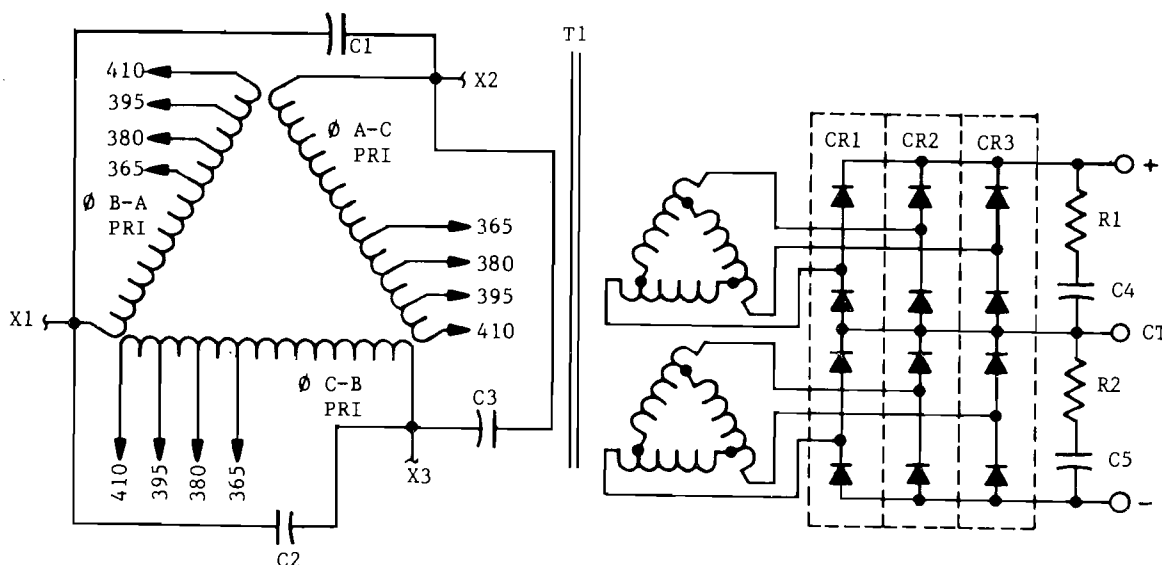 T1
C1
410
X2
395
Ø A-C
PRI
380
365
CR1
CR2
CR3
+
R1
Ø B-A
PRI
365
380
395
410
C4
X1
CT
Ø C-B
PRI
C3
R2
C5
X3
410
395
380
365
C2
-